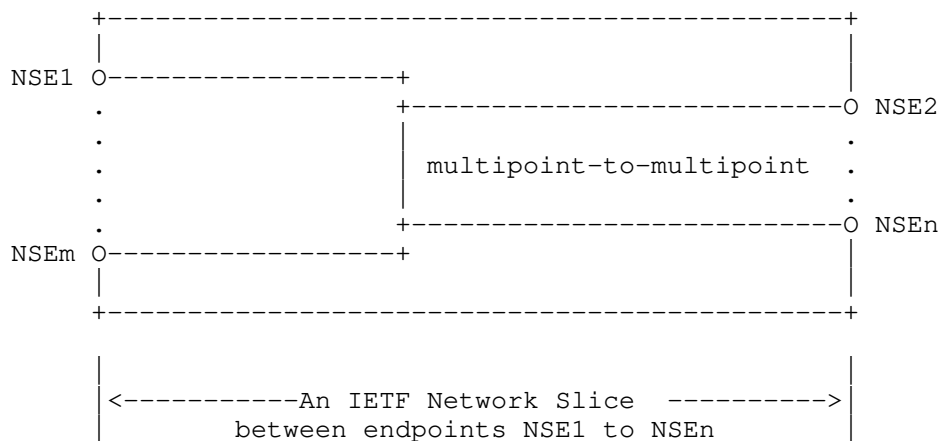 NSE1
NSE2
multipoint-to-multipoint
NSEn
NSEm
An IETF Network Slice
between endpoints NSE1 to NSEn